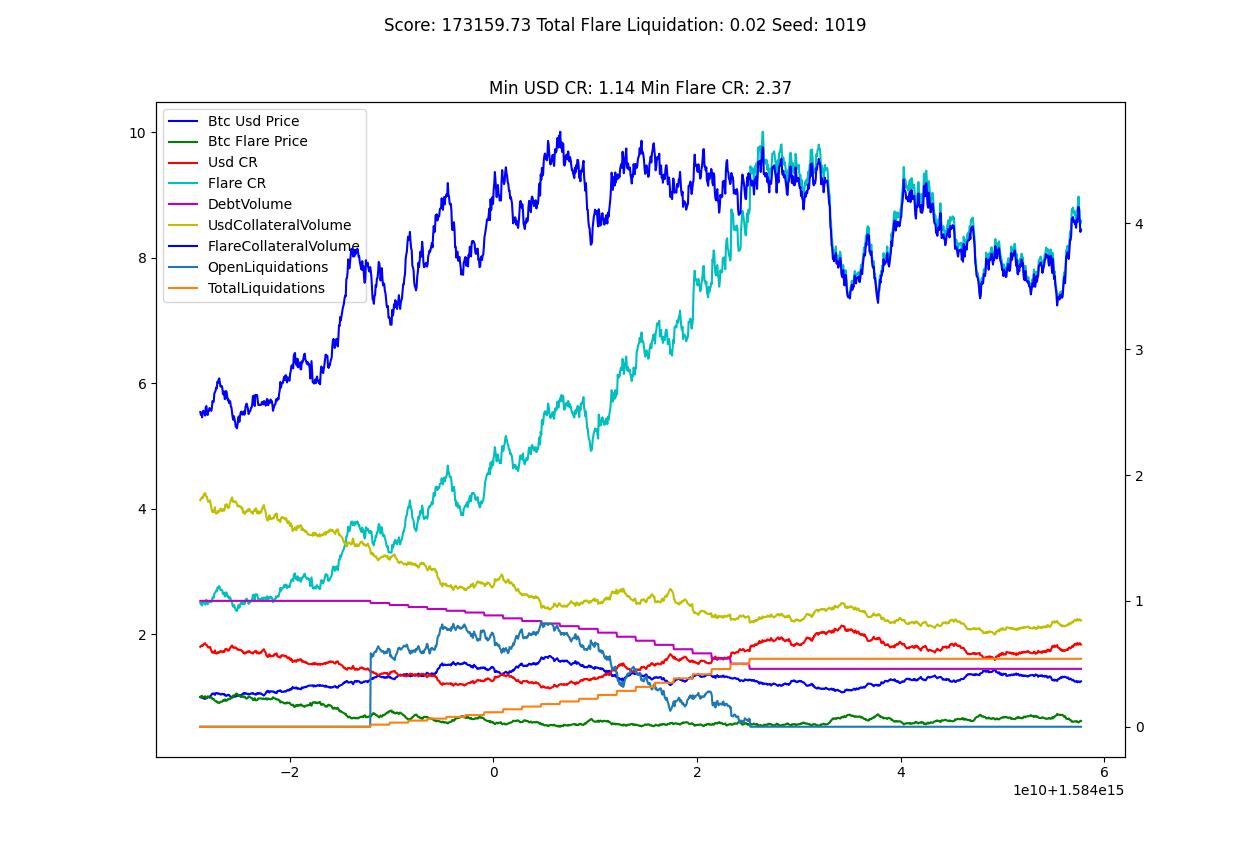 Score: 173159.73 Total Flare Liquidation: 0.02 Seed: 1019
Min USD CR: 1.14 Min Flare CR: 2.37
Btc Usd Price
Btc Flare Price
Usd CR
Flare CR
DebtVolume
UsdCollateralVolume
FlareCollateralVolume
OpenLiquidations
TotalLiquidations
10
8
6
4
2
4
3
2
1
0
−2
0
2
4
6
1e10+1.584e15